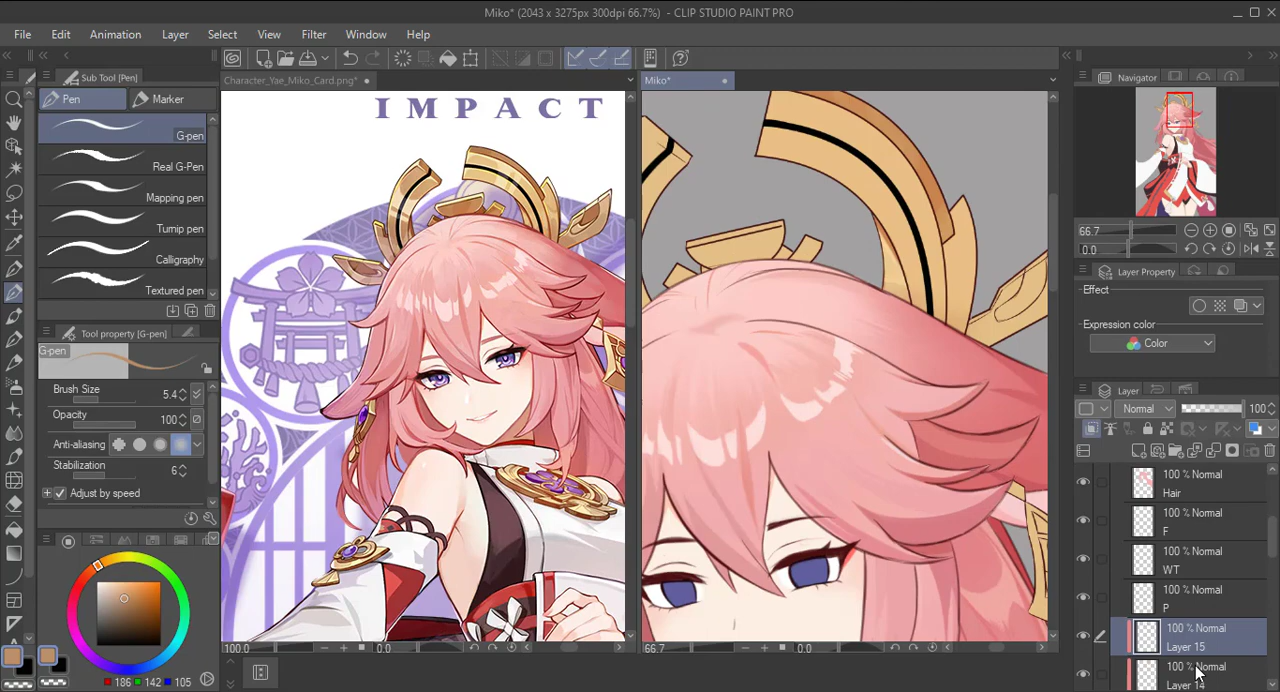 Miko* (2043 x 3275px 300dpi 66.7%) - CLIP STUDIO PAINT PRO
File Edit Animation Layer Select View Filter Window Help
Sub Tool [Pen]
Pen Marker
G-pen
Real G-Pen
Mapping pen
Turnip pen
Calligraphy
Textured pen
Tool property [G-pen]
G-pen
Brush Size 5.4
Opacity 100
Anti-aliasing
Stabilization 6
Adjust by speed
186 142 105
Character_Yae_Miko_Card.png*
IMPACT
100.0 0.0
Miko*
66.7 0.0
Navigator
66.7
0.0
Layer Property
Effect
Expression color
Color
Layer
Normal 100
100 % Normal
Hair
100 % Normal
F
100 % Normal
WT
100 % Normal
P
100 % Normal
Layer 15
100 % Normal
Layer 14